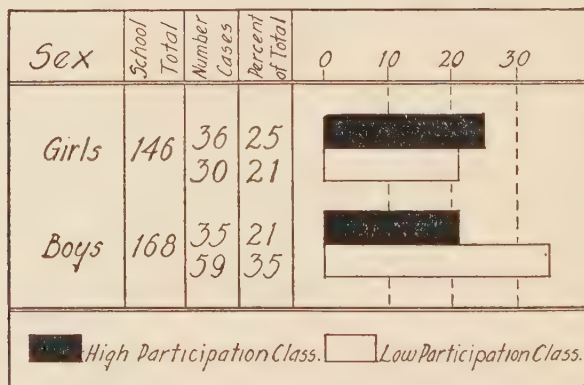 Sex School Total Number Cases Percent of Total 0 10 20 30
Girls 146 36 25
30 21
Boys 168 35 21
59 35
High Participation Class. Low Participation Class.